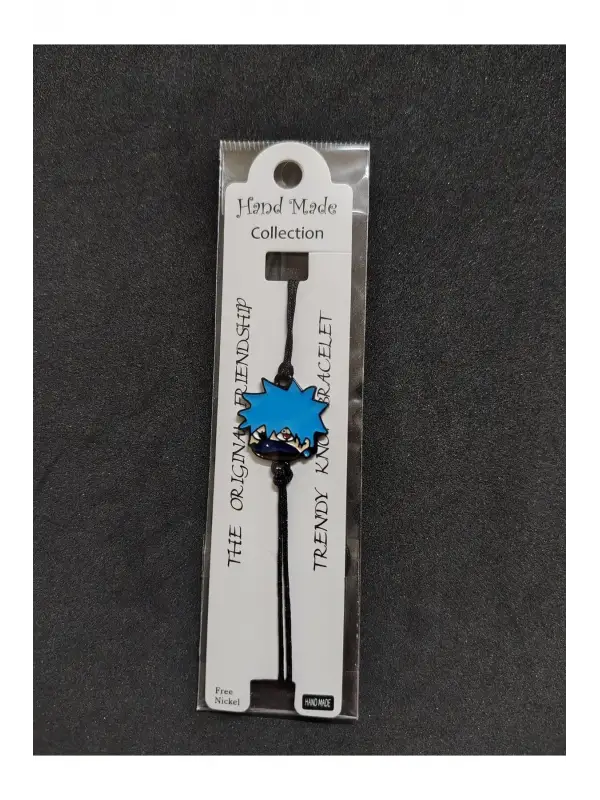 Hand Made
Collection
THE ORIGINAL FRIENDSHIP
TRENDY KNOT BRACELET
Free
Nickel
HAND MADE